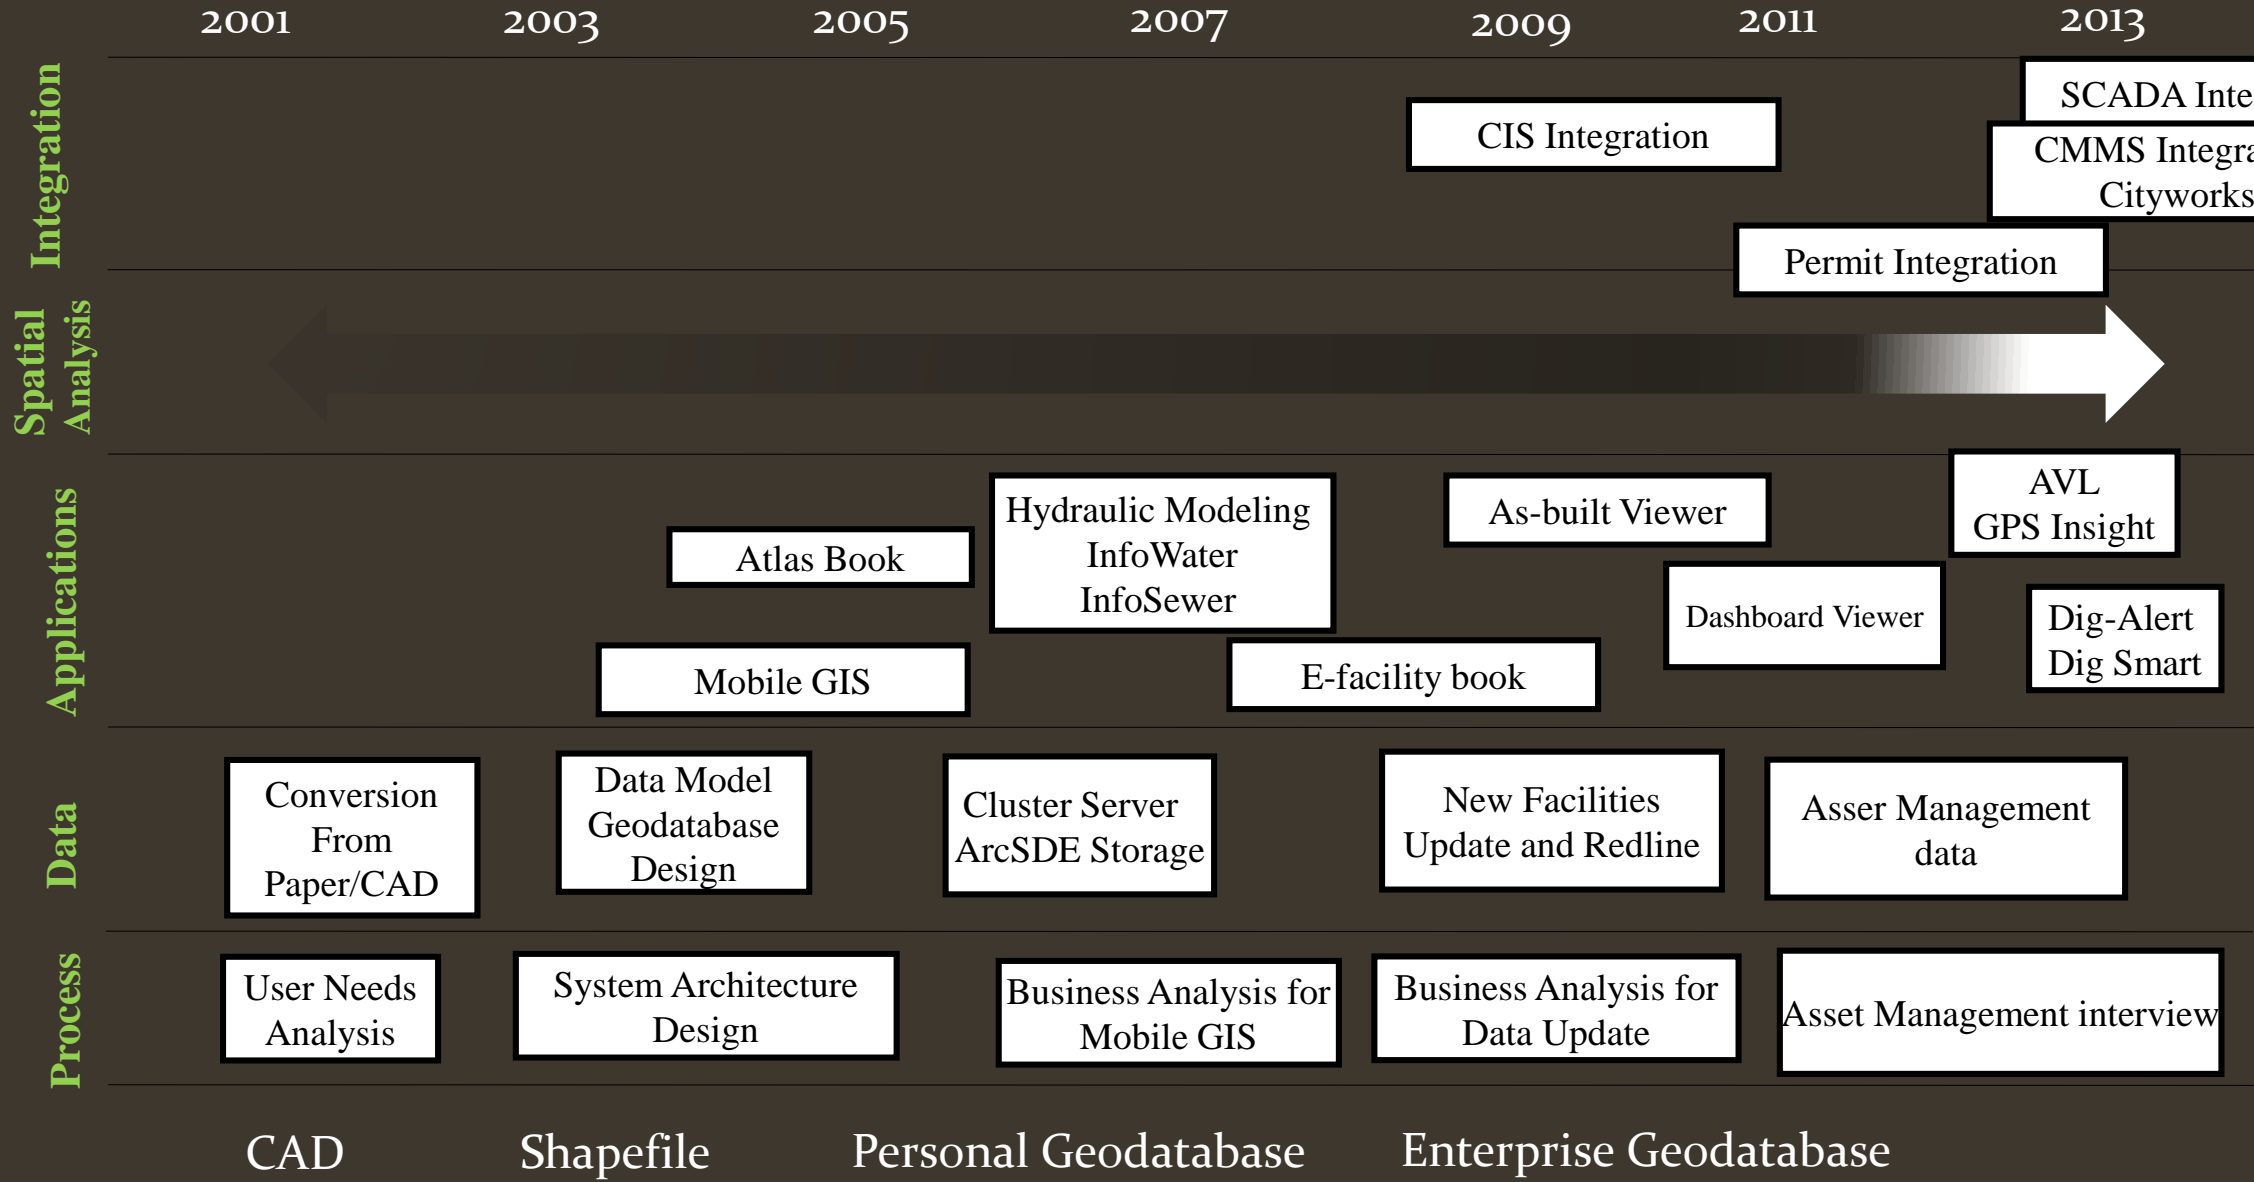 2001 2003 2005 2007 2009 2011 2013
Integration
CIS Integration
SCADA Inte
CMMS Integra
Cityworks
Permit Integration
Spatial
Analysis
Applications
Atlas Book
Mobile GIS
Hydraulic Modeling
InfoWater
InfoSewer
E-facility book
As-built Viewer
Dashboard Viewer
AVL
GPS Insight
Dig-Alert
Dig Smart
Data
Conversion
From
Paper/CAD
Data Model
Geodatabase
Design
Cluster Server
ArcSDE Storage
New Facilities
Update and Redline
Asser Management
data
Process
User Needs
Analysis
System Architecture
Design
Business Analysis for
Mobile GIS
Business Analysis for
Data Update
Asset Management interview
CAD Shapefile Personal Geodatabase Enterprise Geodatabase